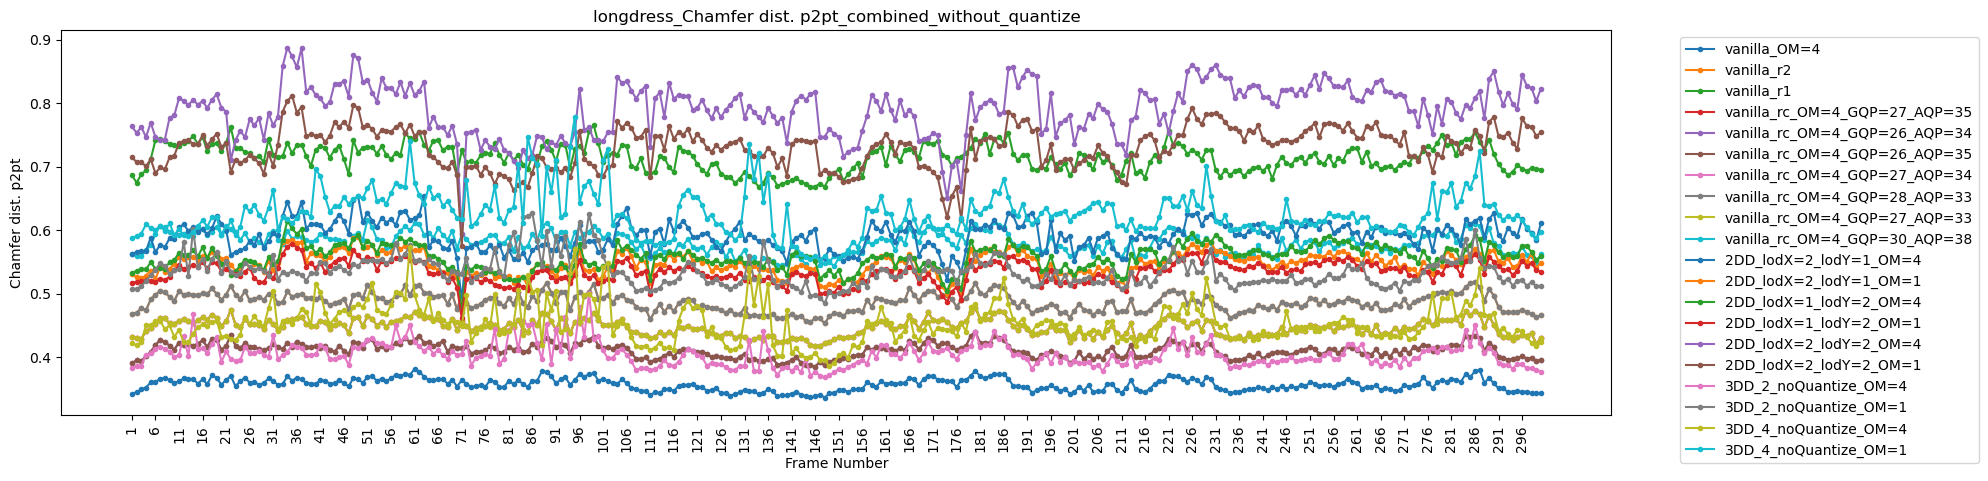 longdress_Chamfer dist. p2pt_combined_without_quantize
Chamfer dist. p2pt
0.9
0.8
0.7
0.6
0.5
0.4
1 6 11 16 21 26 31 36 41 46 51 56 61 66 71 76 81 86 91 96 101 106 111 116 121 126 131 136 141 146 151 156 161 166 171 176 181 186 191 196 201 206 211 216 221 226 231 236 241 246 251 256 261 266 271 276 281 286 291 296
Frame Number
vanilla_OM=4
vanilla_r2
vanilla_r1
vanilla_rc_OM=4_GQP=27_AQP=35
vanilla_rc_OM=4_GQP=26_AQP=34
vanilla_rc_OM=4_GQP=26_AQP=35
vanilla_rc_OM=4_GQP=27_AQP=34
vanilla_rc_OM=4_GQP=28_AQP=33
vanilla_rc_OM=4_GQP=27_AQP=33
vanilla_rc_OM=4_GQP=30_AQP=38
2DD_lodX=2_lodY=1_OM=4
2DD_lodX=2_lodY=1_OM=1
2DD_lodX=1_lodY=2_OM=4
2DD_lodX=1_lodY=2_OM=1
2DD_lodX=2_lodY=2_OM=4
2DD_lodX=2_lodY=2_OM=1
3DD_2_noQuantize_OM=4
3DD_2_noQuantize_OM=1
3DD_4_noQuantize_OM=4
3DD_4_noQuantize_OM=1